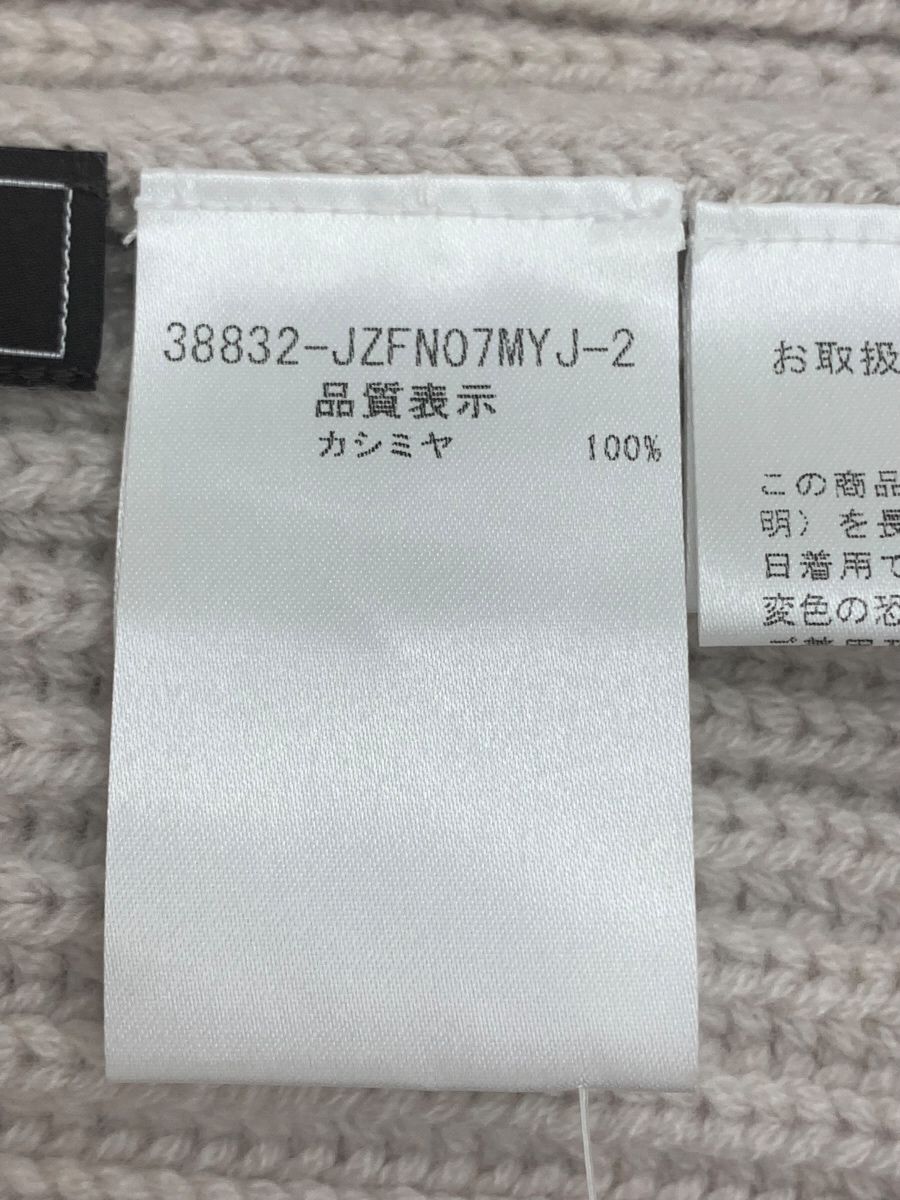 38832-JZFN07MYJ-2
品質表示
カシミヤ 100%
お取扱
この商品
明）を長
日着用で
変色の恐